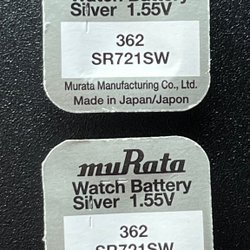 Watch Battery
Silver 1.55V
362
SR721SW
Murata Manufacturing Co., Ltd.
Made in Japan/Japon
muRata
Watch Battery
Silver 1.55V
362
SR721SW